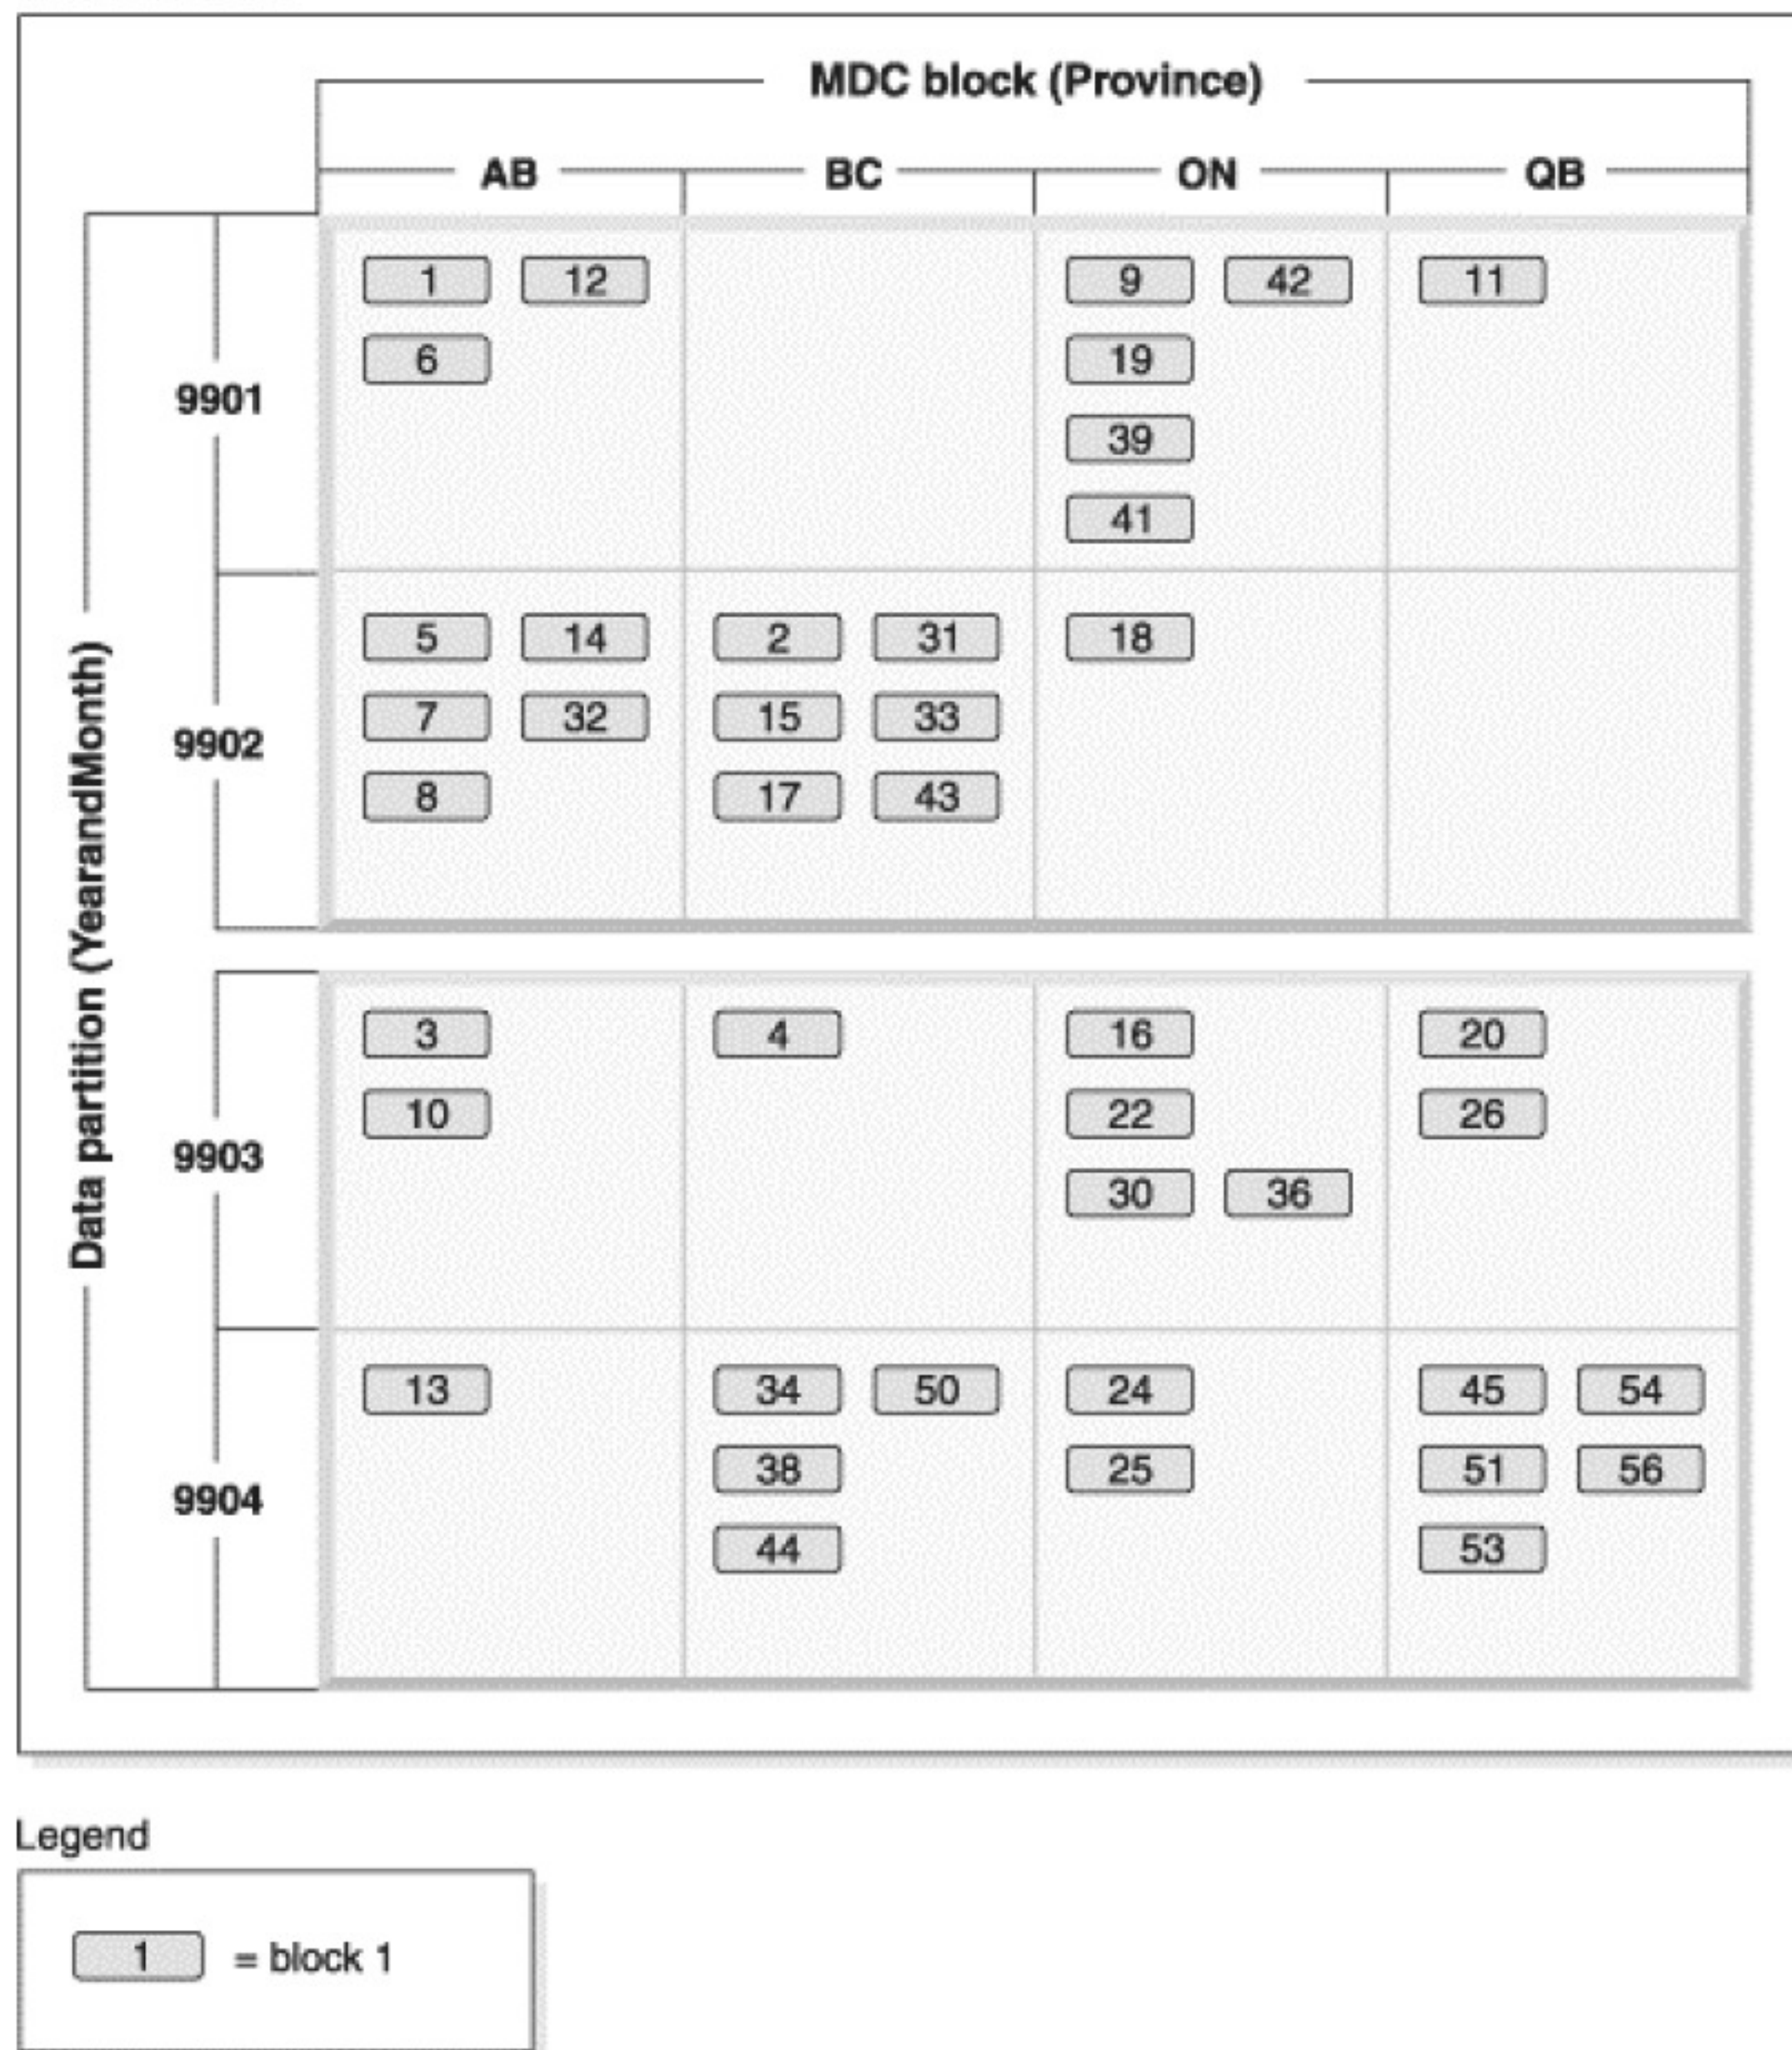 MDC block (Province)
AB BC ON QB
Data partition (YearandMonth)
9901
1 12 9 42 11
6 19
39
41
9902
5 14 2 31 18
7 32 15 33
8 17 43
9903
3 4 16 20
10 22 26
30 36
9904
13 34 50 24 45 54
38 25 51 56
44 53
Legend
1 = block 1